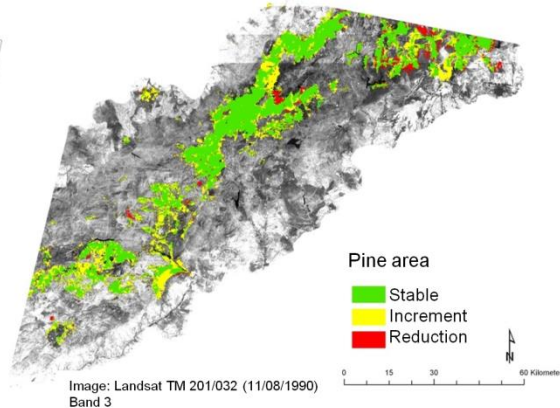 Pine area
Stable
Increment
Reduction
N
0 15 30 60 Kilomete
Image: Landsat TM 201/032 (11/08/1990)
Band 3